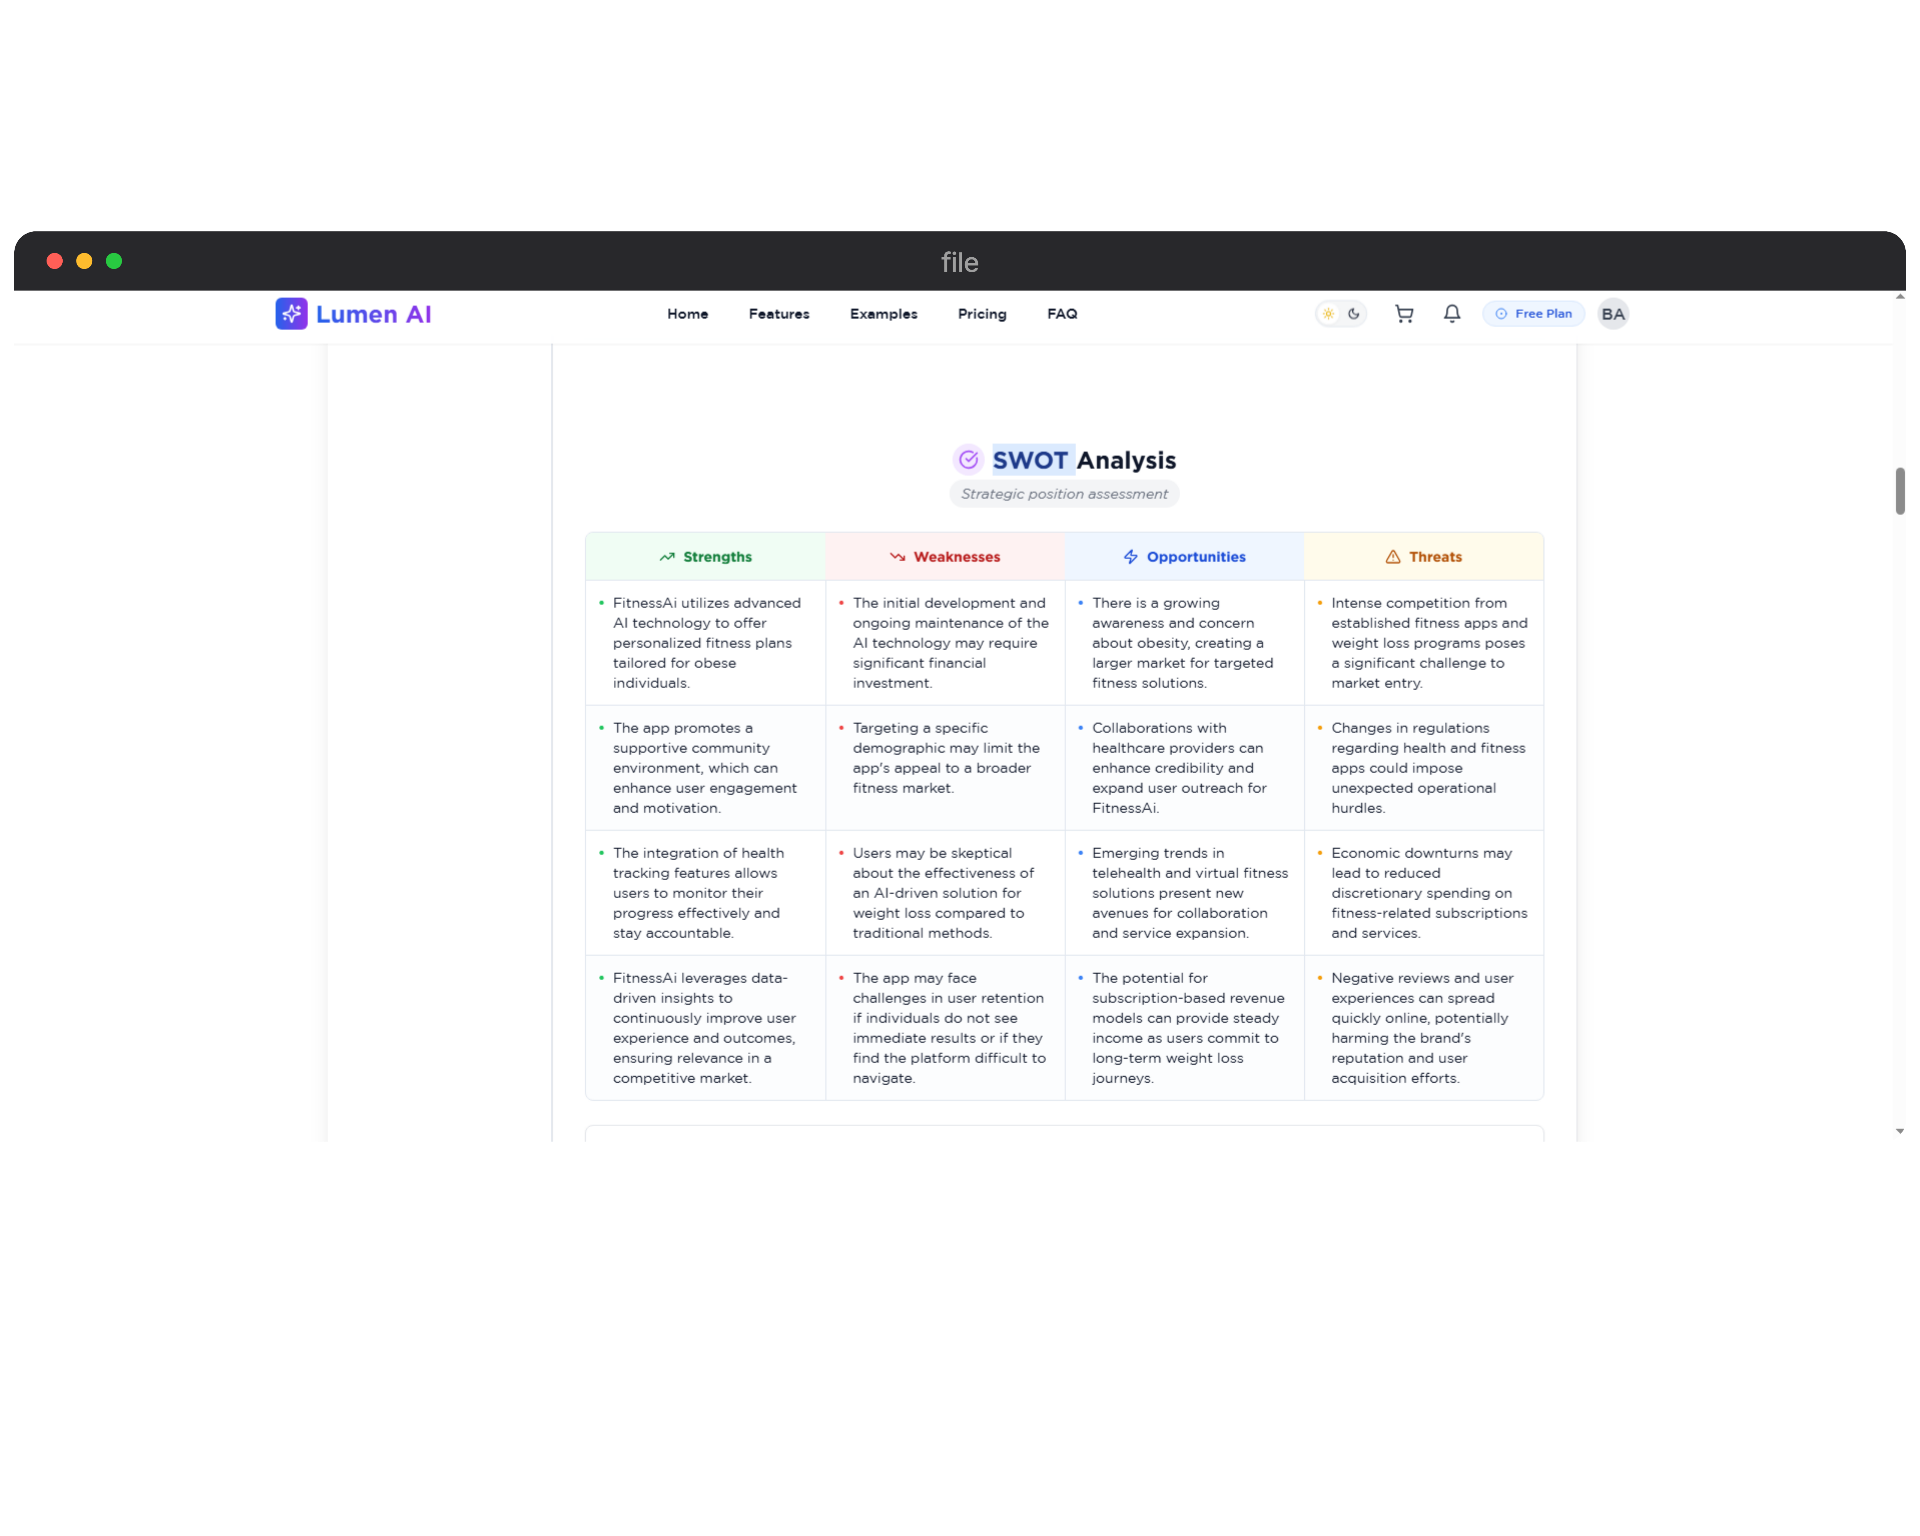 file
Lumen AI
Home Features Examples Pricing FAQ
Free Plan BA
SWOT Analysis
Strategic position assessment
Strengths
Weaknesses
Opportunities
Threats
FitnessAi utilizes advanced
AI technology to offer
personalized fitness plans
tailored for obese
individuals.
The initial development and
ongoing maintenance of the
AI technology may require
significant financial
investment.
There is a growing
awareness and concern
about obesity, creating a
larger market for targeted
fitness solutions.
Intense competition from
established fitness apps and
weight loss programs poses
a significant challenge to
market entry.
The app promotes a
supportive community
environment, which can
enhance user engagement
and motivation.
Targeting a specific
demographic may limit the
app's appeal to a broader
fitness market.
Collaborations with
healthcare providers can
enhance credibility and
expand user outreach for
FitnessAi.
Changes in regulations
regarding health and fitness
apps could impose
unexpected operational
hurdles.
The integration of health
tracking features allows
users to monitor their
progress effectively and
stay accountable.
Users may be skeptical
about the effectiveness of
an AI-driven solution for
weight loss compared to
traditional methods.
Emerging trends in
telehealth and virtual fitness
solutions present new
avenues for collaboration
and service expansion.
Economic downturns may
lead to reduced
discretionary spending on
fitness-related subscriptions
and services.
FitnessAi leverages data-
driven insights to
continuously improve user
experience and outcomes,
ensuring relevance in a
competitive market.
The app may face
challenges in user retention
if individuals do not see
immediate results or if they
find the platform difficult to
navigate.
The potential for
subscription-based revenue
models can provide steady
income as users commit to
long-term weight loss
journeys.
Negative reviews and user
experiences can spread
quickly online, potentially
harming the brand's
reputation and user
acquisition efforts.